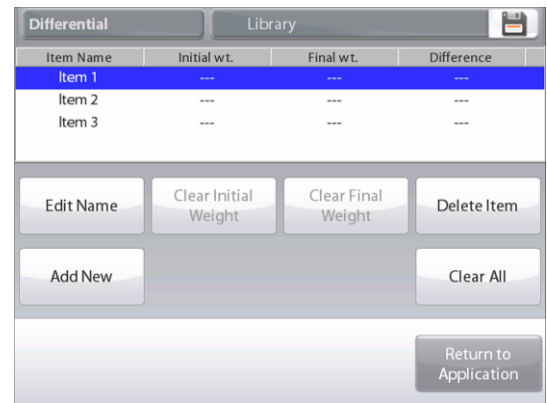 Differential Library
Item Name Initial wt. Final wt. Difference
Item 1 --- --- ---
Item 2 --- --- ---
Item 3 --- --- ---
Edit Name
Clear Initial
Weight
Clear Final
Weight
Delete Item
Add New
Clear All
Return to
Application